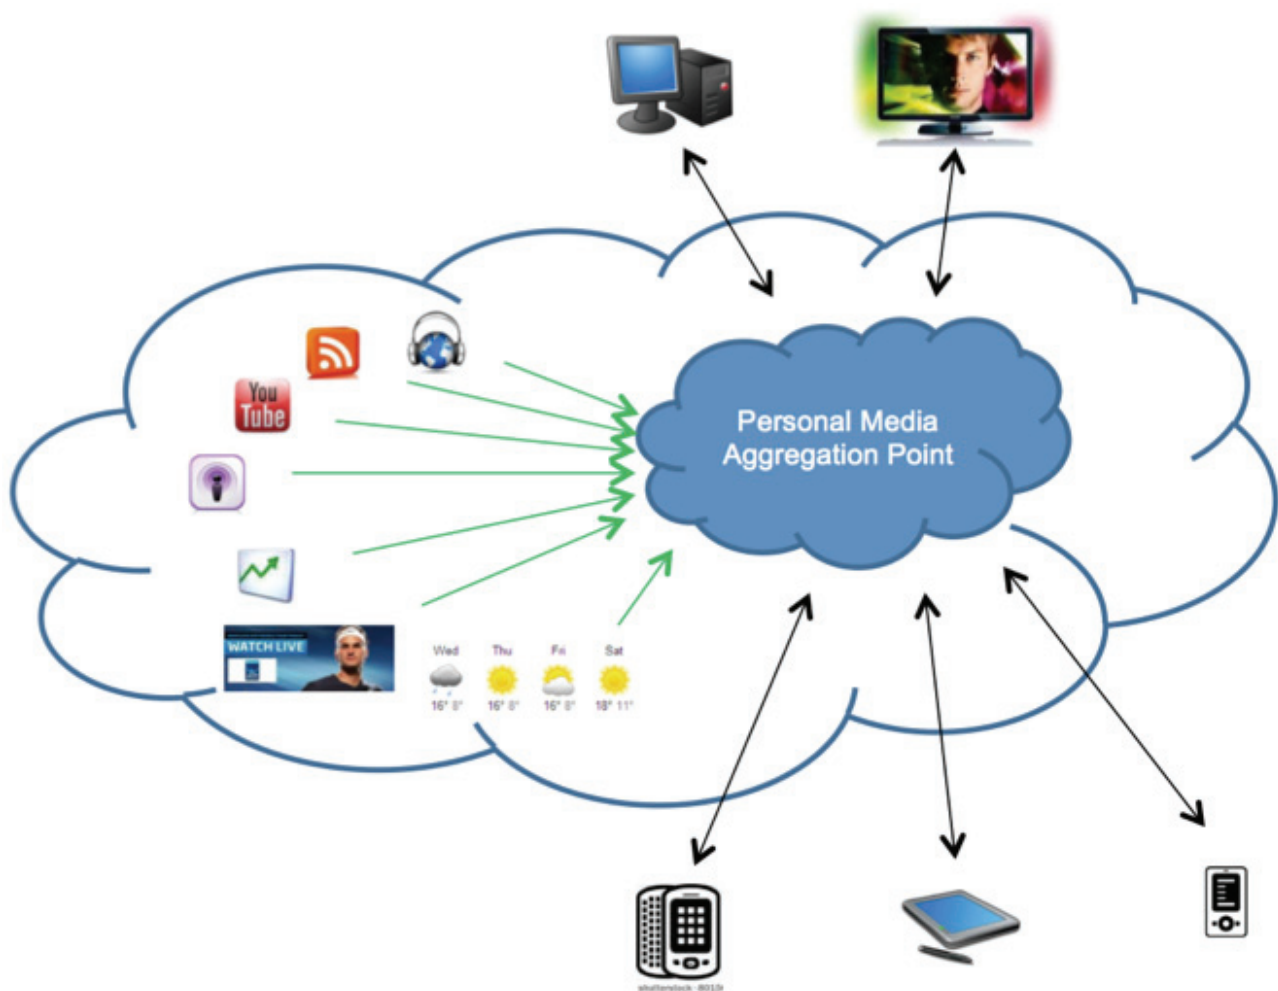 You
Tube
Personal Media
Aggregation Point
WATCH LIVE
Wed Thu Fri Sat
16° 8° 16° 8° 16° 8° 18° 11°